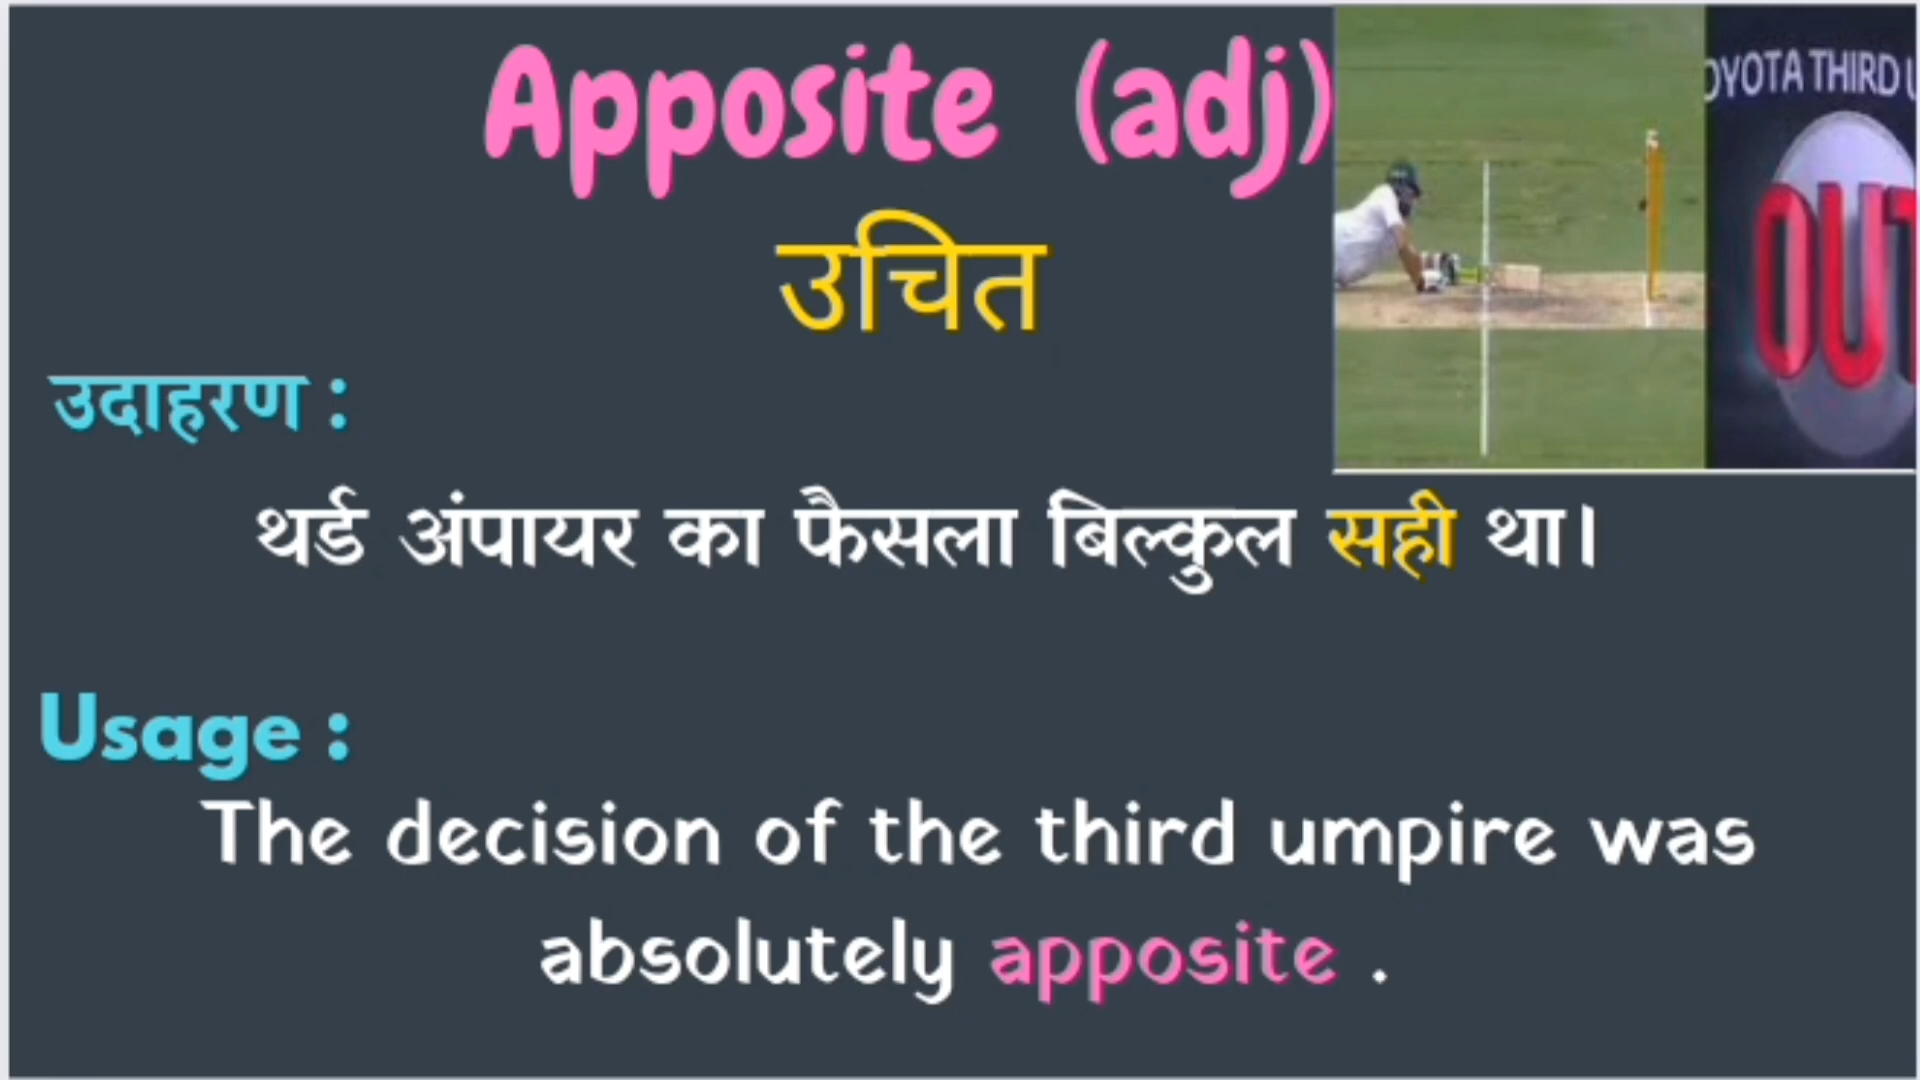 Apposite (adj)
उचित
OYOTA THIRD U
OUT
उदाहरण :
थर्ड अंपायर का फैसला बिल्कुल सही था।
Usage :
The decision of the third umpire was
absolutely apposite .